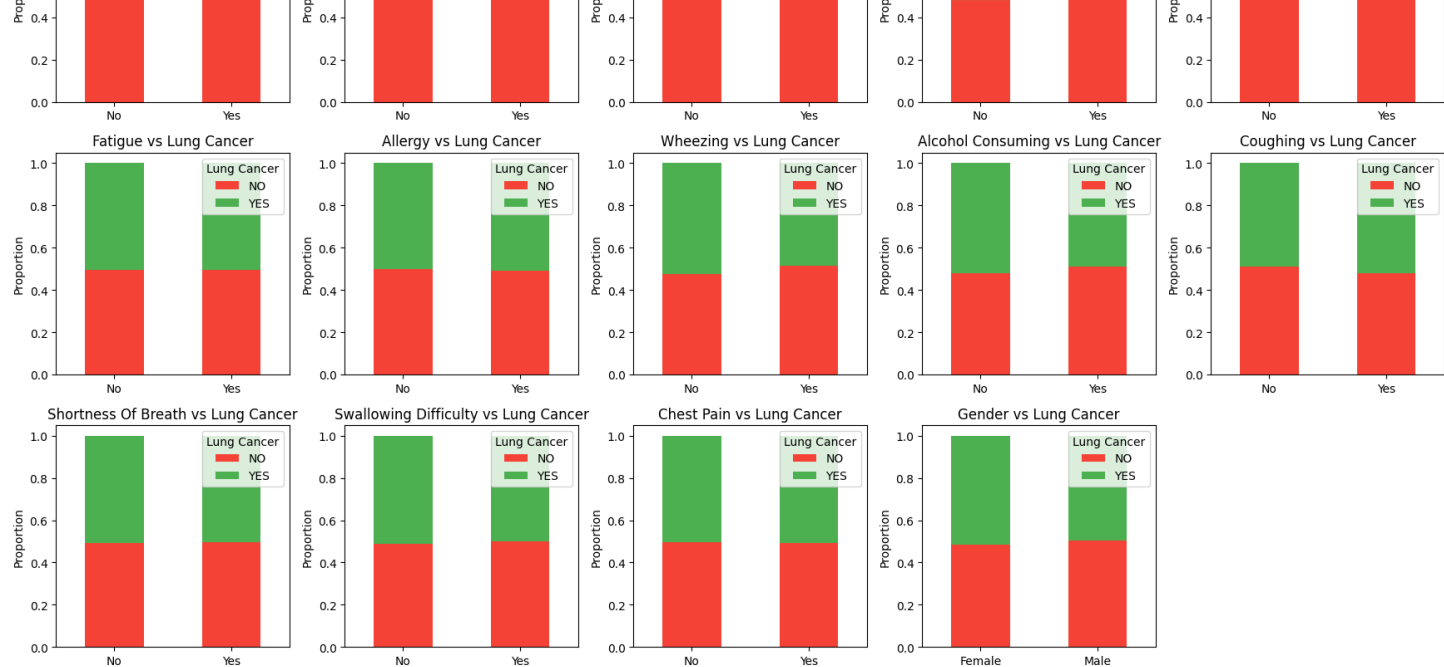 0.4 0.4 0.4 0.4 0.4
0.2 0.2 0.2 0.2 0.2
0.0 0.0 0.0 0.0 0.0
No Yes No Yes No Yes No Yes No Yes
Fatigue vs Lung Cancer
Proportion
1.0
0.8
0.6
0.4
0.2
0.0
Lung Cancer
NO
YES
No Yes
Allergy vs Lung Cancer
Proportion
1.0
0.8
0.6
0.4
0.2
0.0
Lung Cancer
NO
YES
No Yes
Wheezing vs Lung Cancer
Proportion
1.0
0.8
0.6
0.4
0.2
0.0
Lung Cancer
NO
YES
No Yes
Alcohol Consuming vs Lung Cancer
Proportion
1.0
0.8
0.6
0.4
0.2
0.0
Lung Cancer
NO
YES
No Yes
Coughing vs Lung Cancer
Proportion
1.0
0.8
0.6
0.4
0.2
0.0
Lung Cancer
NO
YES
No Yes
Shortness Of Breath vs Lung Cancer
Proportion
1.0
0.8
0.6
0.4
0.2
0.0
Lung Cancer
NO
YES
No Yes
Swallowing Difficulty vs Lung Cancer
Proportion
1.0
0.8
0.6
0.4
0.2
0.0
Lung Cancer
NO
YES
No Yes
Chest Pain vs Lung Cancer
Proportion
1.0
0.8
0.6
0.4
0.2
0.0
Lung Cancer
NO
YES
No Yes
Gender vs Lung Cancer
Proportion
1.0
0.8
0.6
0.4
0.2
0.0
Lung Cancer
NO
YES
Female Male